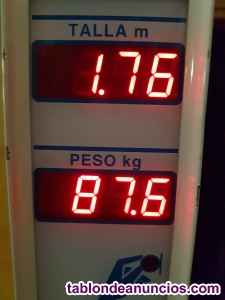 TALLA m
1.76
PESO kg
87.6
tablondeanuncios.com